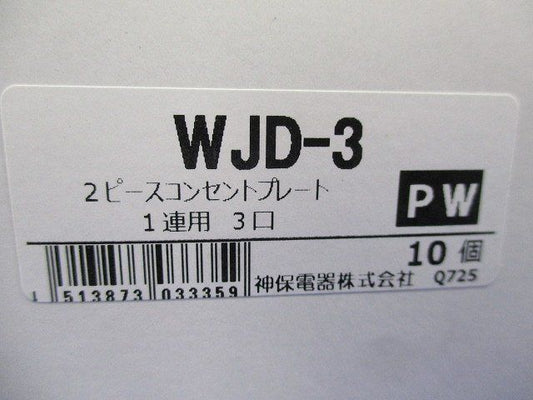 WJD-3
2ピースコンセントプレート
1連用 3口
PW
10個
513873 033359
神保電器株式会社 Q725